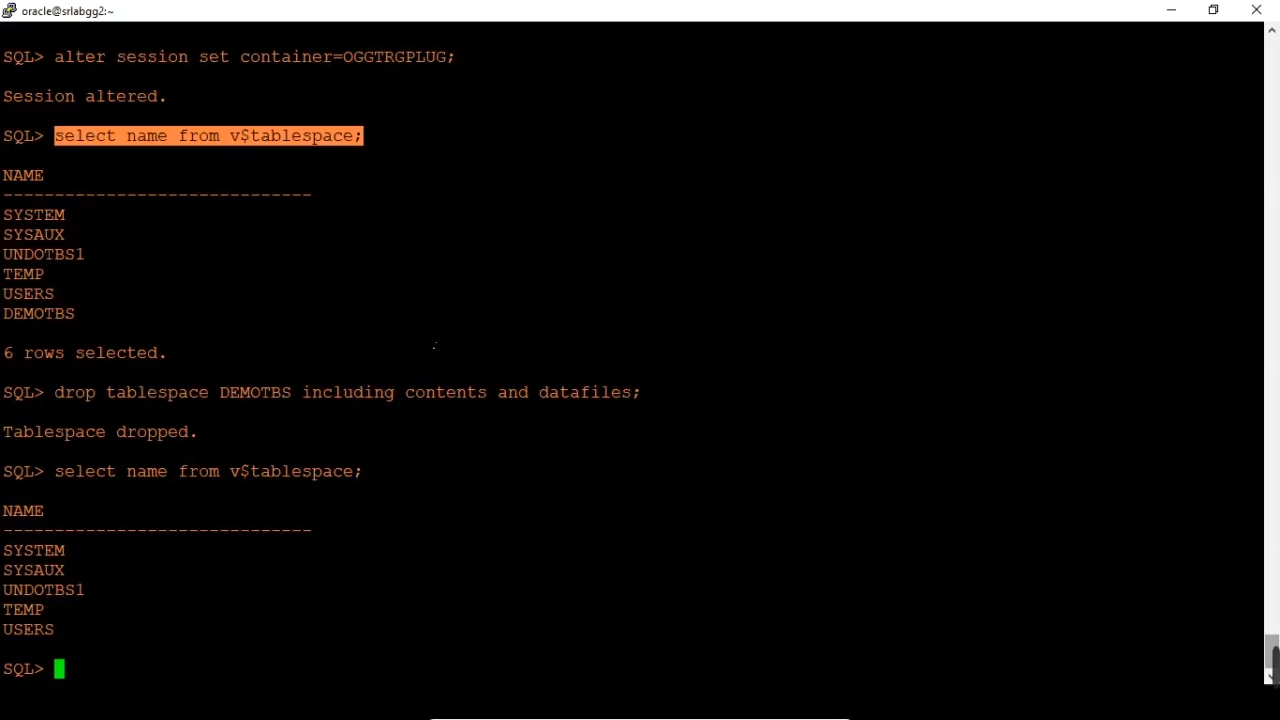 oracle@srlabgg2:~
SQL> alter session set container=OGGTRGPLUG;
Session altered.
SQL> select name from v$tablespace;
NAME
------------------------------
SYSTEM
SYSAUX
UNDOTBS1
TEMP
USERS
DEMOTBS
6 rows selected.
SQL> drop tablespace DEMOTBS including contents and datafiles;
Tablespace dropped.
SQL> select name from v$tablespace;
NAME
------------------------------
SYSTEM
SYSAUX
UNDOTBS1
TEMP
USERS
SQL>